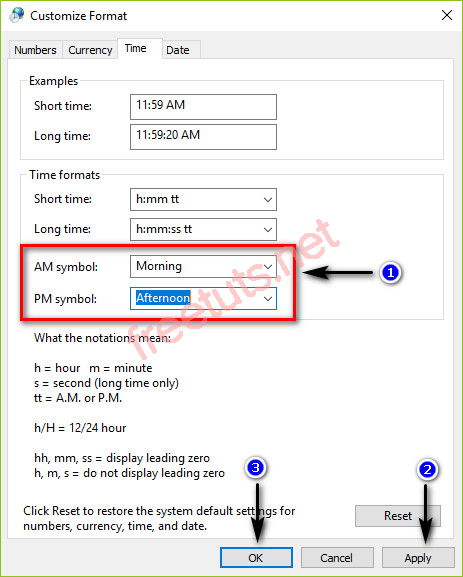 Customize Format
Numbers Currency Time Date
Examples
Short time: 11:59 AM
Long time: 11:59:20 AM
Time formats
Short time: h:mm tt
Long time: h:mm:ss tt
AM symbol: Morning
1
PM symbol: Afternoon
freetuts.net
What the notations mean:
h = hour m = minute
s = second (long time only)
tt = A.M. or P.M.
h/H = 12/24 hour
hh, mm, ss = display leading zero
h, m, s = do not display leading zero
3
2
Click Reset to restore the system default settings for
numbers, currency, time, and date.
Reset
OK Cancel Apply